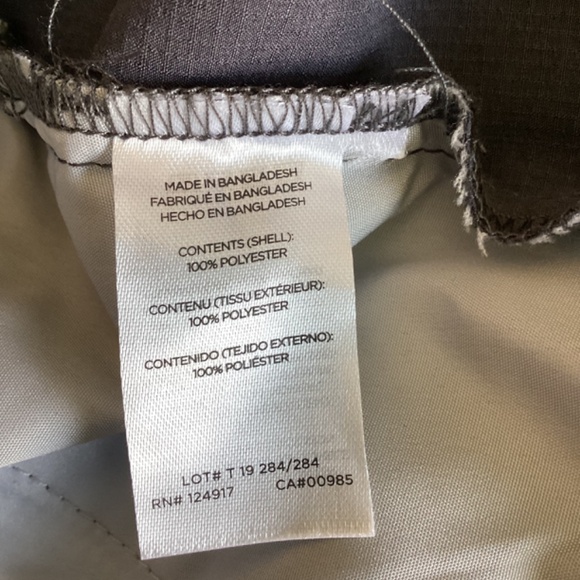 MADE IN BANGLADESH
FABRIQUÉ EN BANGLADESH
HECHO EN BANGLADESH
CONTENTS (SHELL):
100% POLYESTER
CONTENU (TISSU EXTÉRIEUR):
100% POLYESTER
CONTENIDO (TEJIDO EXTERNO):
100% POLIÉSTER
LOT# T 19 284/284
RN# 124917 CA#00985